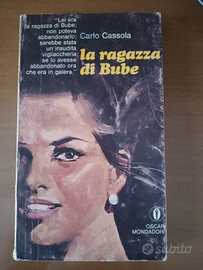 "Lei era
la ragazza di Bube;
non poteva
abbandonarlo;
sarebbe stata
un'inaudita
vigliaccheria;
se lo avesse
abbandonato ora
che era in galera."
Carlo Cassola
la ragazza
di Bube
OSCAR
MONDADORI
subito